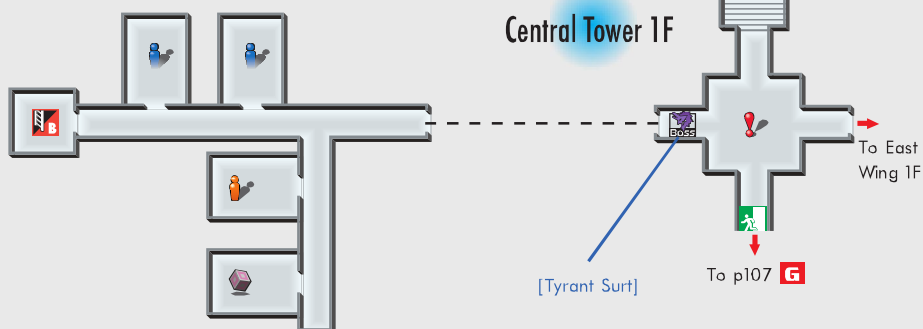 Central Tower 1F
B
Boss
To East
Wing 1F
[Tyrant Surt]
To p107 G